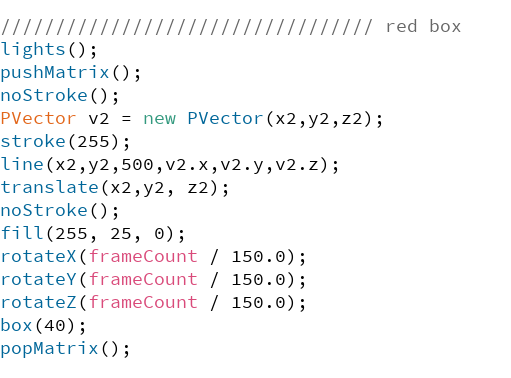 ////////////////////////////////// red box
lights();
pushMatrix();
noStroke();
PVector v2 = new PVector(x2,y2,z2);
stroke(255);
line(x2,y2,500,v2.x,v2.y,v2.z);
translate(x2,y2, z2);
noStroke();
fill(255, 25, 0);
rotateX(frameCount / 150.0);
rotateY(frameCount / 150.0);
rotateZ(frameCount / 150.0);
box(40);
popMatrix();